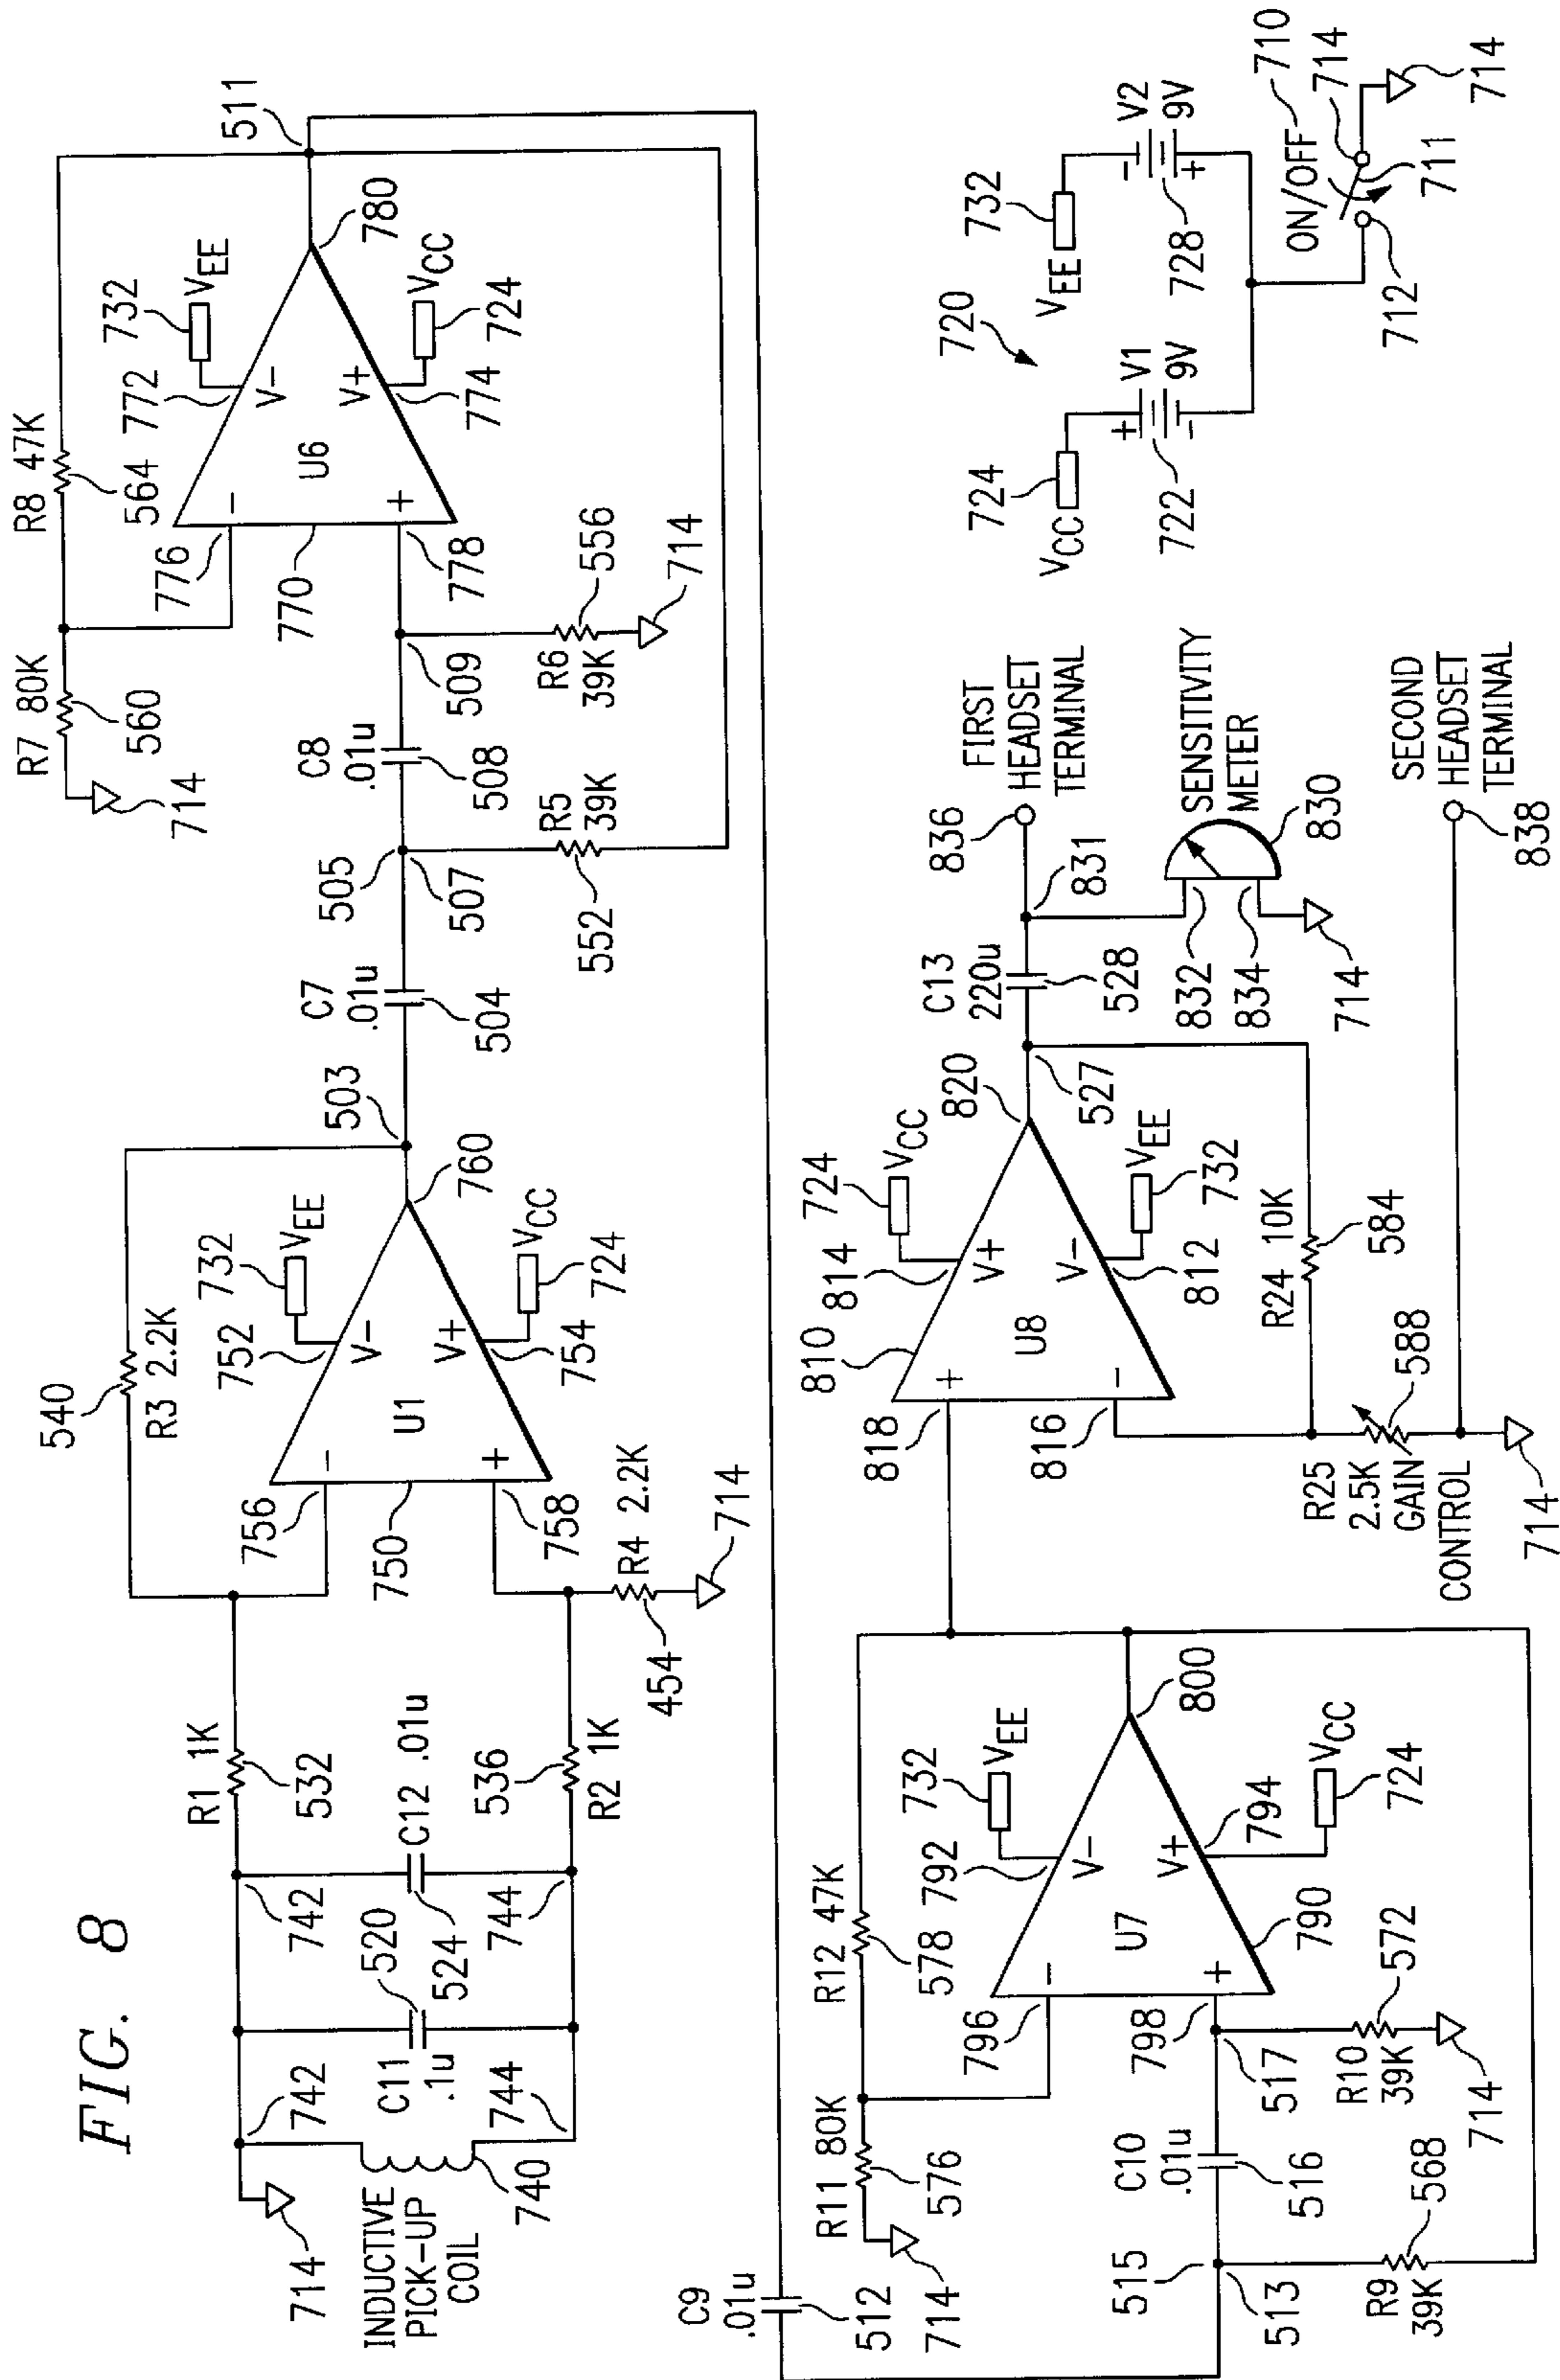 FIG. 8
714
INDUCTIVE
PICK-UP
COIL
740
742
744
C11
.1u
520
524
742
744
C12 .01u
R1 1K
532
536
R2 1K
454
R4 2.2K
714
540
R3 2.2K
756
750
758
−
+
U1
752
V−
732
VEE
V+
754
VCC
724
760
503
C7
.01u
504
505
507
R5
39K
552
C8
.01u
508
509
R6
39K
556
714
R7 80K
560
714
R8 47K
564
776
770
778
−
+
U6
772
V−
732
VEE
V+
774
VCC
724
780
511
C9
.01u
512
515
513
R9
39K
568
C10
.01u
516
517
R10
39K
572
714
R11 80K
576
714
R12 47K
578
796
798
−
+
U7
790
792
V−
732
VEE
V+
794
VCC
724
800
818
816
810
+
−
U8
814
V+
724
VCC
V−
812
VEE
732
820
527
R24 10K
584
R25
2.5K
GAIN
CONTROL
588
714
C13
220u
528
831
836
FIRST
HEADSET
TERMINAL
832
834
714
SENSITIVITY
METER
830
SECOND
HEADSET
TERMINAL
838
720
724
VCC
+
−
V1
9V
722
732
VEE
−
+
V2
9V
728
ON/OFF
710
714
712
711
714